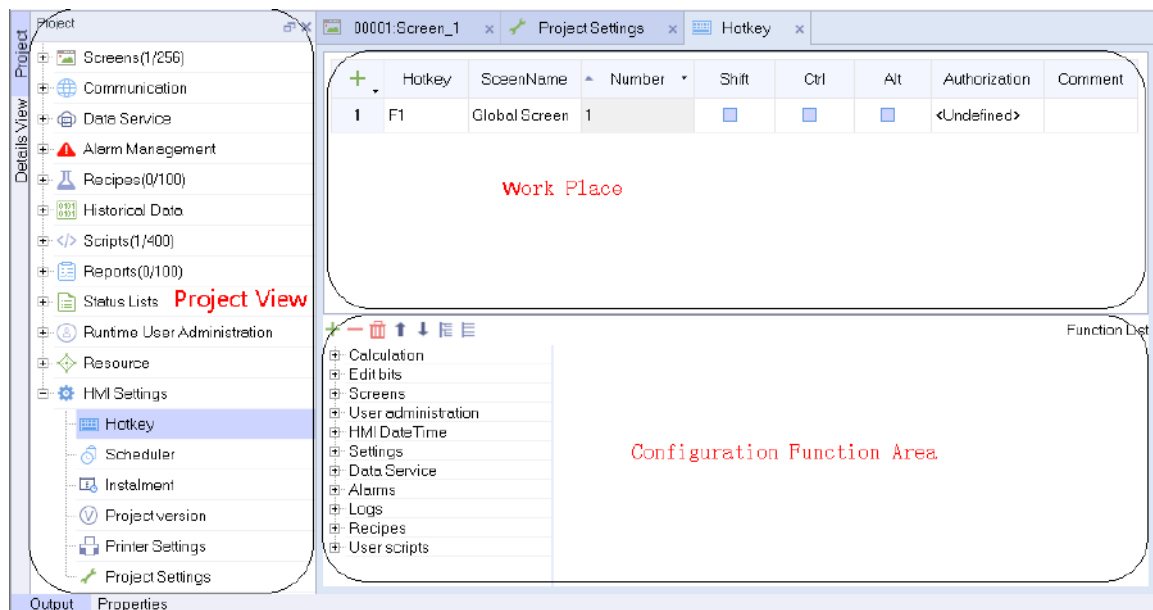 Project
Details View
Project
Screens(1/256)
Communication
Data Service
Alarm Management
Recipes(0/100)
Historical Data
Scripts(1/400)
Reports(0/100)
Status Lists
Project View
Runtime User Administration
Resource
HMI Settings
Hotkey
Scheduler
Instalment
Project version
Printer Settings
Project Settings
00001:Screen_1 Project Settings Hotkey
Hotkey SceenName Number Shift Ctrl Alt Authorization Comment
1 F1 Global Screen 1 <Undefined>
Work Place
Function List
Calculation
Edit bits
Screens
User administration
HMI DateTime
Settings
Data Service
Alarms
Logs
Recipes
User scripts
Configuration Function Area
Output Properties